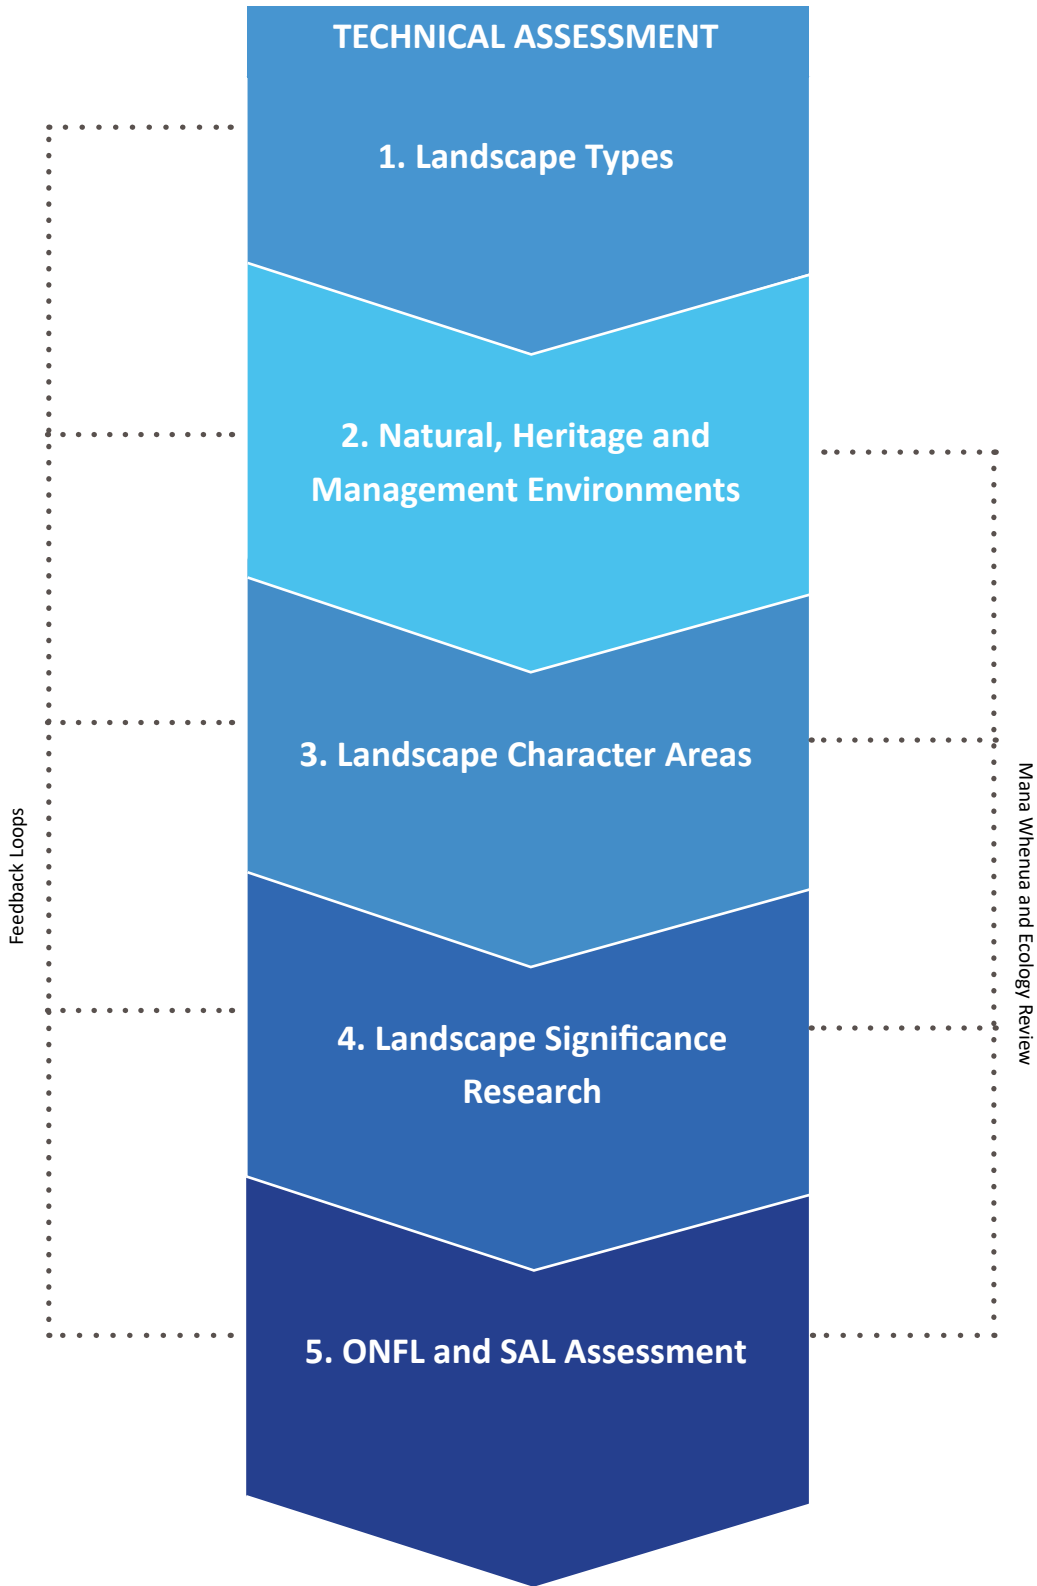 TECHNICAL ASSESSMENT
1. Landscape Types
2. Natural, Heritage and
Management Environments
3. Landscape Character Areas
4. Landscape Significance
Research
5. ONFL and SAL Assessment
Feedback Loops
Mana Whenua and Ecology Review